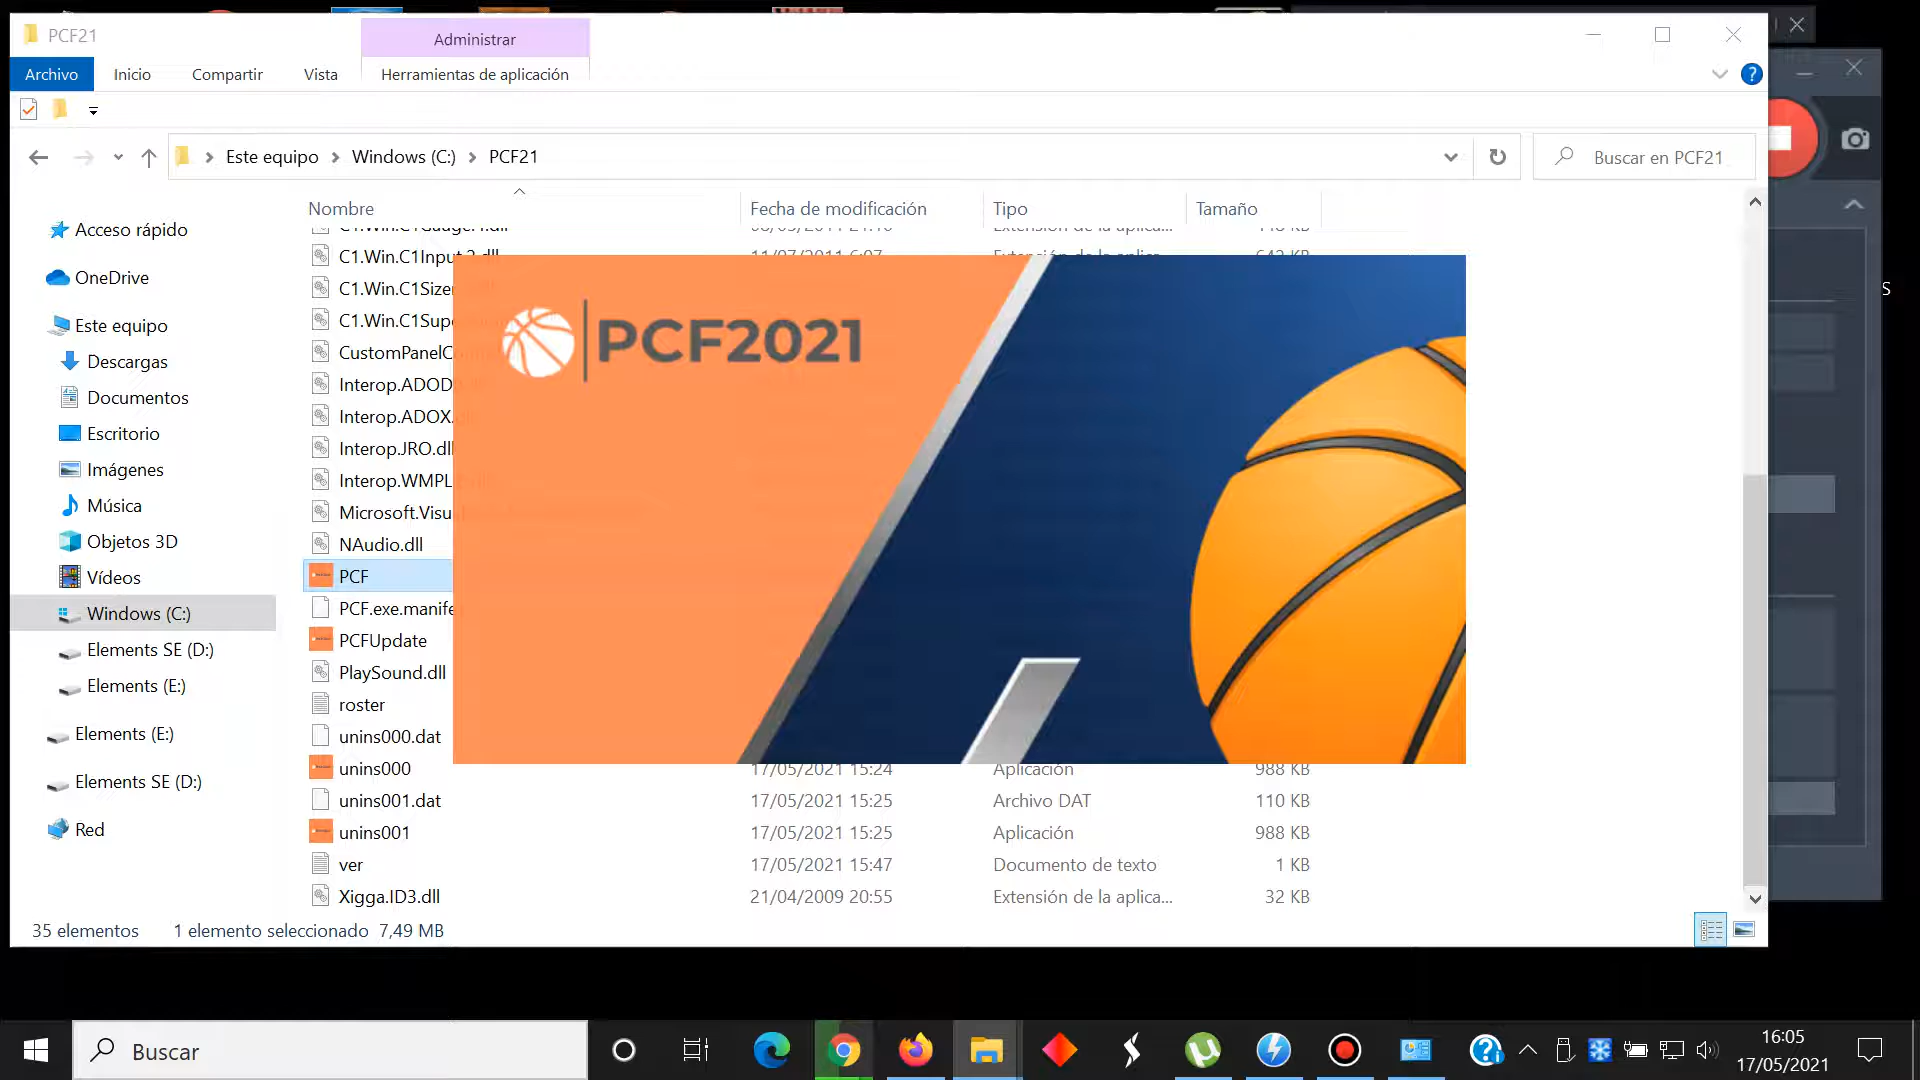 PCF21
Administrar
Archivo
Inicio
Compartir
Vista
Herramientas de aplicación
Este equipo
Windows (C:)
PCF21
Buscar en PCF21
Nombre
Fecha de modificación
Tipo
Tamaño
Acceso rápido
OneDrive
Este equipo
Descargas
Documentos
Escritorio
Imágenes
Música
Objetos 3D
Vídeos
Windows (C:)
Elements SE (D:)
Elements (E:)
Elements (E:)
Elements SE (D:)
Red
C1.Win.C1Input
C1.Win.C1Size
C1.Win.C1Sup
CustomPanelC
Interop.ADOD
Interop.ADOX.
Interop.JRO.dll
Interop.WMPL
Microsoft.Visu
NAudio.dll
PCF
PCF.exe.manife
PCFUpdate
PlaySound.dll
roster
unins000.dat
unins000 17/05/2021 15:24 Aplicación 988 KB
unins001.dat 17/05/2021 15:25 Archivo DAT 110 KB
unins001 17/05/2021 15:25 Aplicación 988 KB
ver 17/05/2021 15:47 Documento de texto 1 KB
Xigga.ID3.dll 21/04/2009 20:55 Extensión de la aplica... 32 KB
PCF2021
35 elementos 1 elemento seleccionado 7,49 MB
S
Buscar
16:05
17/05/2021